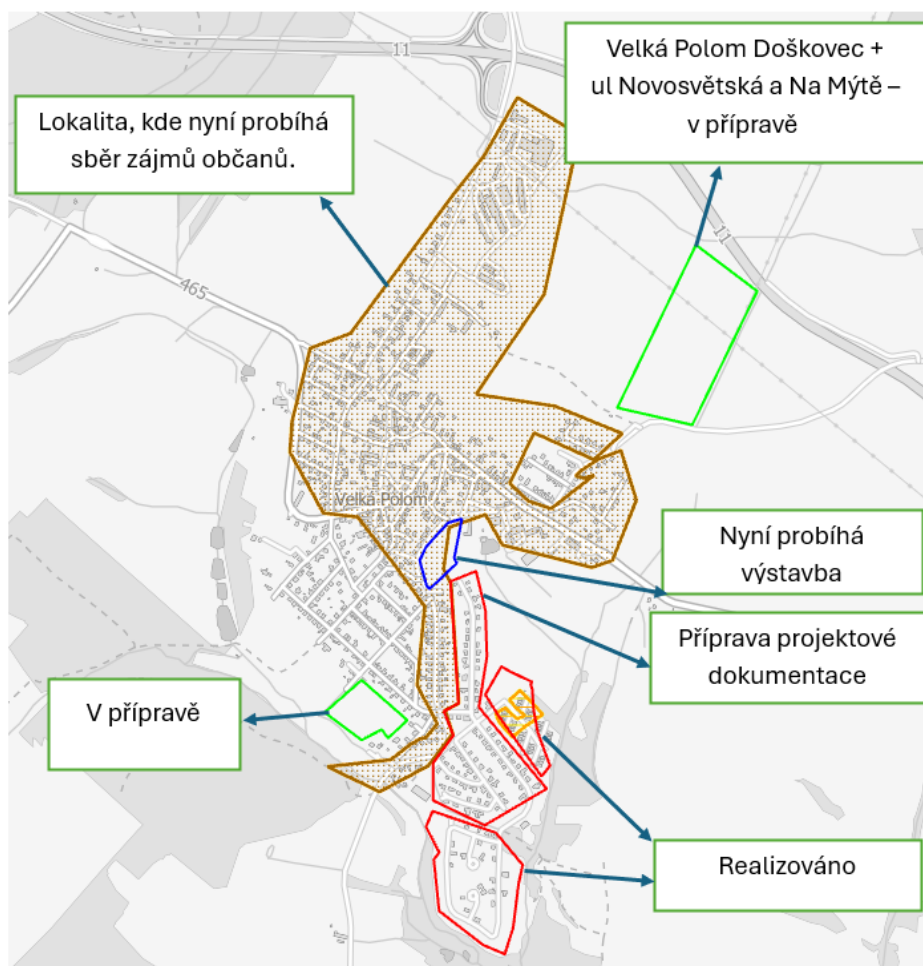 11
Velká Polom Doškovec +
ul Novosvětská a Na Mýtě –
v přípravě
Lokalita, kde nyní probíhá
sběr zájmů občanů.
11
465
Velká Polom
Nyní probíhá
výstavba
Příprava projektové
dokumentace
V přípravě
Realizováno